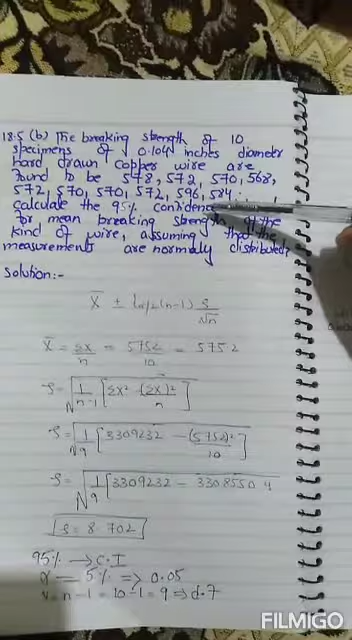 18.5 (b) The breaking strength of 10
specimens of 0.104 inches diameter
hard drawn copper wire are
found to be 578, 572, 570, 568,
572, 570, 570, 572, 596, 584.
calculate the 95% confidenc
for mean breaking strength of the
kind of wire, assuming that the
measurements are normaly distributed?
Solution:-
X̄ ± tα/2 (n-1) s/√n
X̄ = ΣX/n = 5752/10 = 575.2
s = √1/n-1 [Σx² - (Σx)²/n]
s = √1/9 [3309232 - (5752)²/10]
s = √1/9 [3309232 - 3308550.4
s = 8.702
95% → C.I
α = 5% => 0.05
v = n-1 = 10-1 = 9 => d.f
FILMIGO